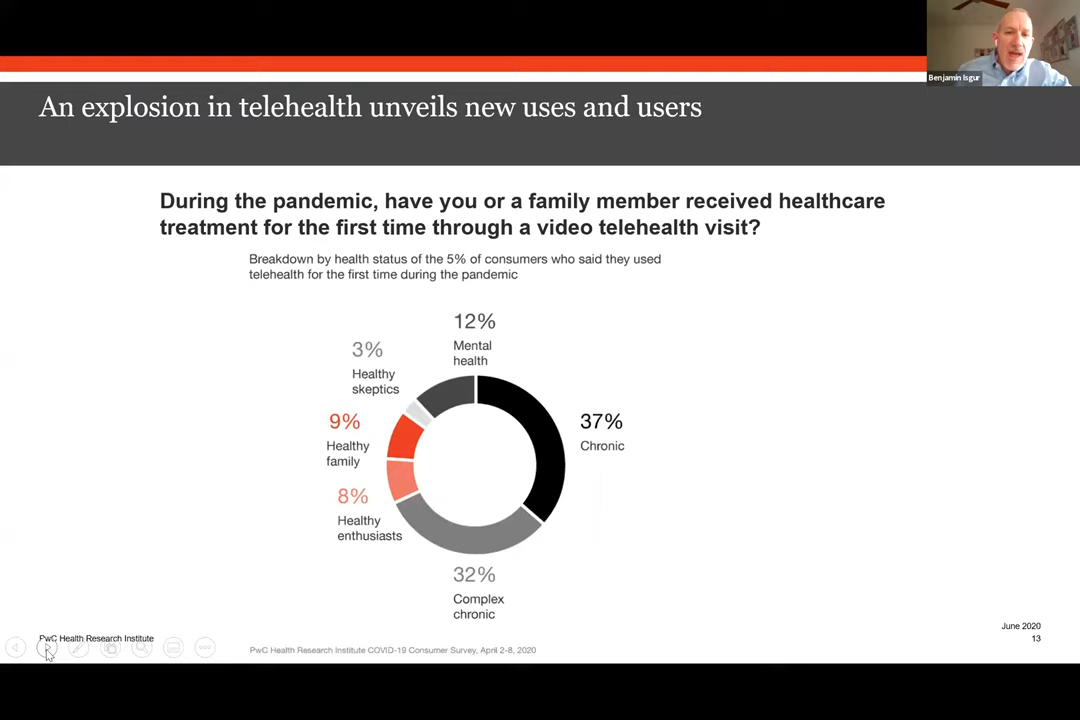 Benjamin Isgur
An explosion in telehealth unveils new uses and users
During the pandemic, have you or a family member received healthcare
treatment for the first time through a video telehealth visit?
Breakdown by health status of the 5% of consumers who said they used
telehealth for the first time during the pandemic
12%
Mental
health
3%
Healthy
skeptics
9%
Healthy
family
37%
Chronic
8%
Healthy
enthusiasts
32%
Complex
chronic
June 2020
PwC Health Research Institute
13
PwC Health Research Institute COVID-19 Consumer Survey, April 2-8, 2020